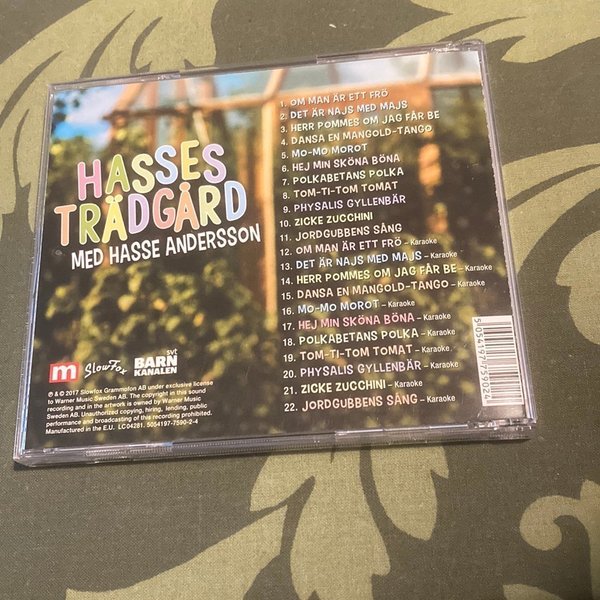 HASSES
TRÄDGÅRD
MED HASSE ANDERSSON
1. OM MAN ÄR ETT FRÖ
2. DET ÄR NAJS MED MAJS
3. HERR POMMES OM JAG FÅR BE
4. DANSA EN MANGOLD-TANGO
5. MO-MO MOROT
6. HEJ MIN SKÖNA BÖNA
7. POLKABETANS POLKA
8. TOM-TI-TOM TOMAT
9. PHYSALIS GYLLENBÄR
10. ZICKE ZUCCHINI
11. JORDGUBBENS SÅNG
12. OM MAN ÄR ETT FRÖ – Karaoke
13. DET ÄR NAJS MED MAJS – Karaoke
14. HERR POMMES OM JAG FÅR BE – Karaoke
15. DANSA EN MANGOLD-TANGO – Karaoke
16. MO-MO MOROT – Karaoke
17. HEJ MIN SKÖNA BÖNA – Karaoke
18. POLKABETANS POLKA – Karaoke
19. TOM-TI-TOM TOMAT – Karaoke
20. PHYSALIS GYLLENBÄR – Karaoke
21. ZICKE ZUCCHINI – Karaoke
22. JORDGUBBENS SÅNG – Karaoke
m
SlowFox
svt
BARN
KANALEN
℗ & © 2017 Slowfox Grammofon AB under exclusive license
to Warner Music Sweden AB. The copyright in this sound
recording and in the artwork is owned by Warner Music
Sweden AB. Unauthorized copying, hiring, lending, public
performance and broadcasting of this recording prohibited.
Manufactured in the E.U. LC04281. 5054197-7590-2-4
5 054197 759024